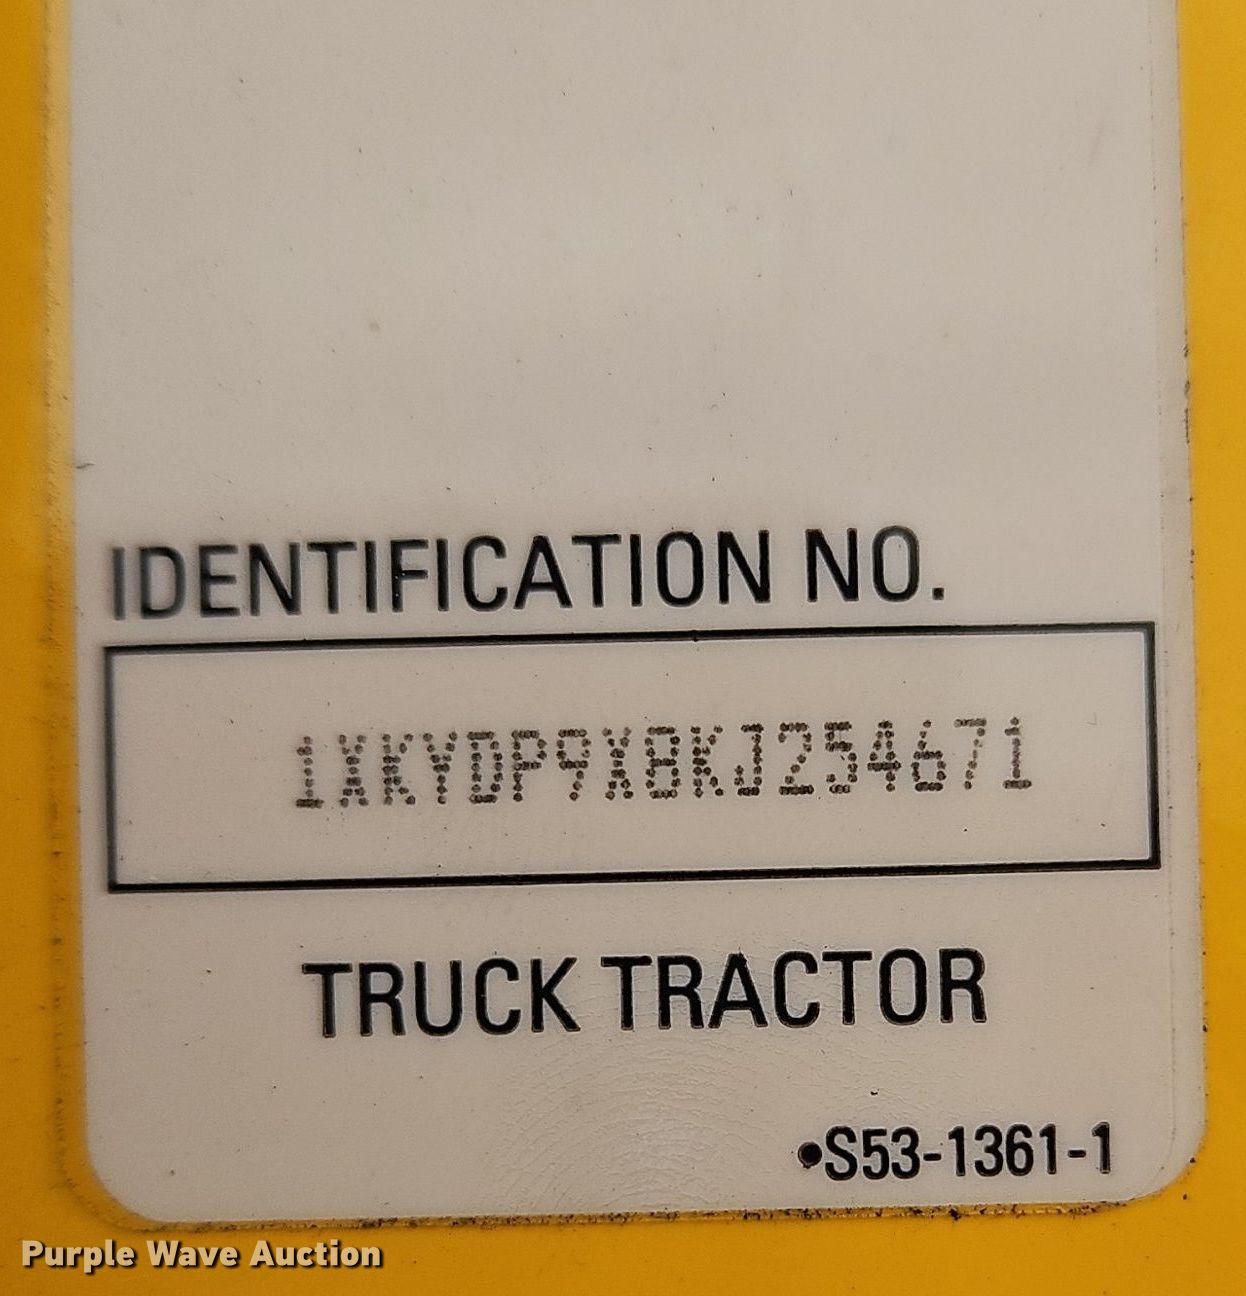 IDENTIFICATION NO.
1XKYDP9X8KJ254671
TRUCK TRACTOR
•S53-1361-1
Purple Wave Auction